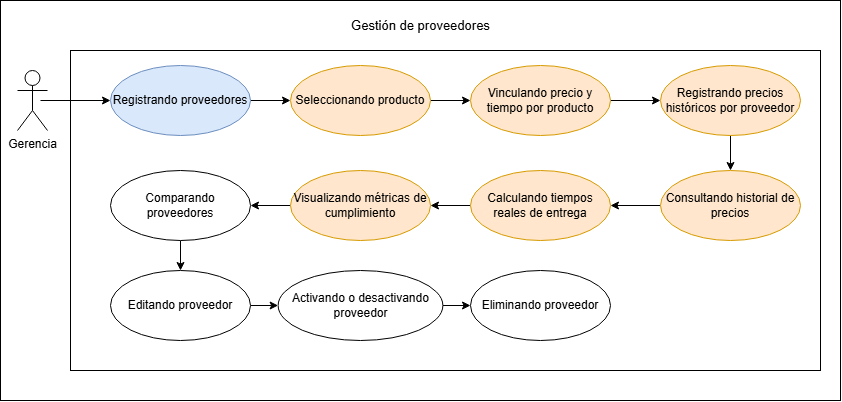 Gestión de proveedores
Gerencia
Registrando proveedores
Seleccionando producto
Vinculando precio y
tiempo por producto
Registrando precios
históricos por proveedor
Consultando historial de
precios
Calculando tiempos
reales de entrega
Visualizando métricas de
cumplimiento
Comparando
proveedores
Editando proveedor
Activando o desactivando
proveedor
Eliminando proveedor